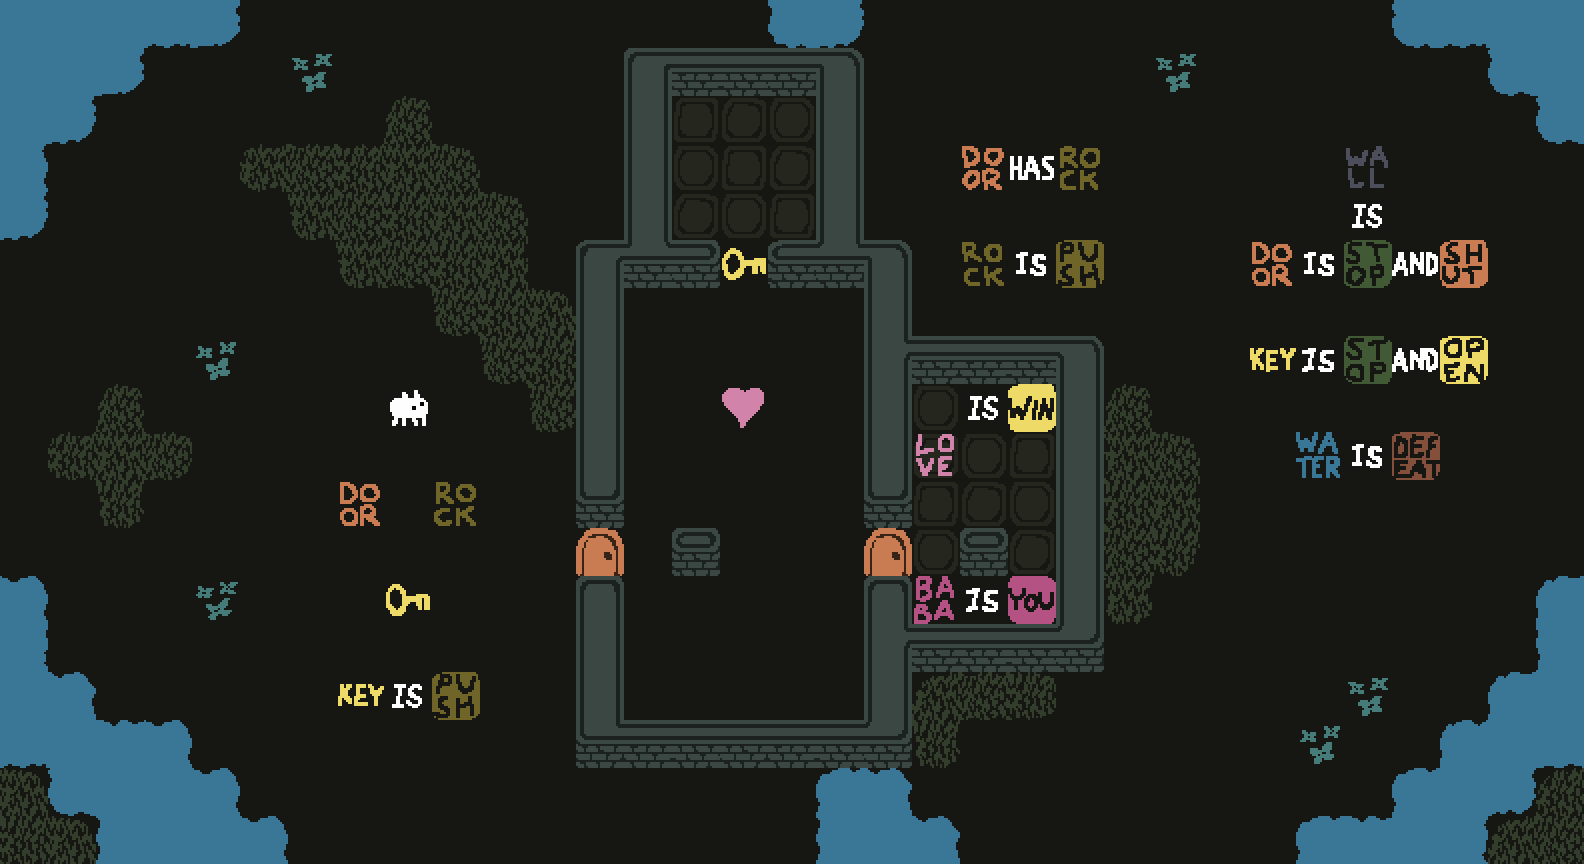 DOOR HAS ROCK
WALL
IS
ROCK IS PUSH
DOOR IS STOP AND SHUT
KEY IS STOP AND OPEN
IS WIN
LOVE
WATER IS DEFEAT
DOOR ROCK
BABA IS YOU
KEY IS PUSH